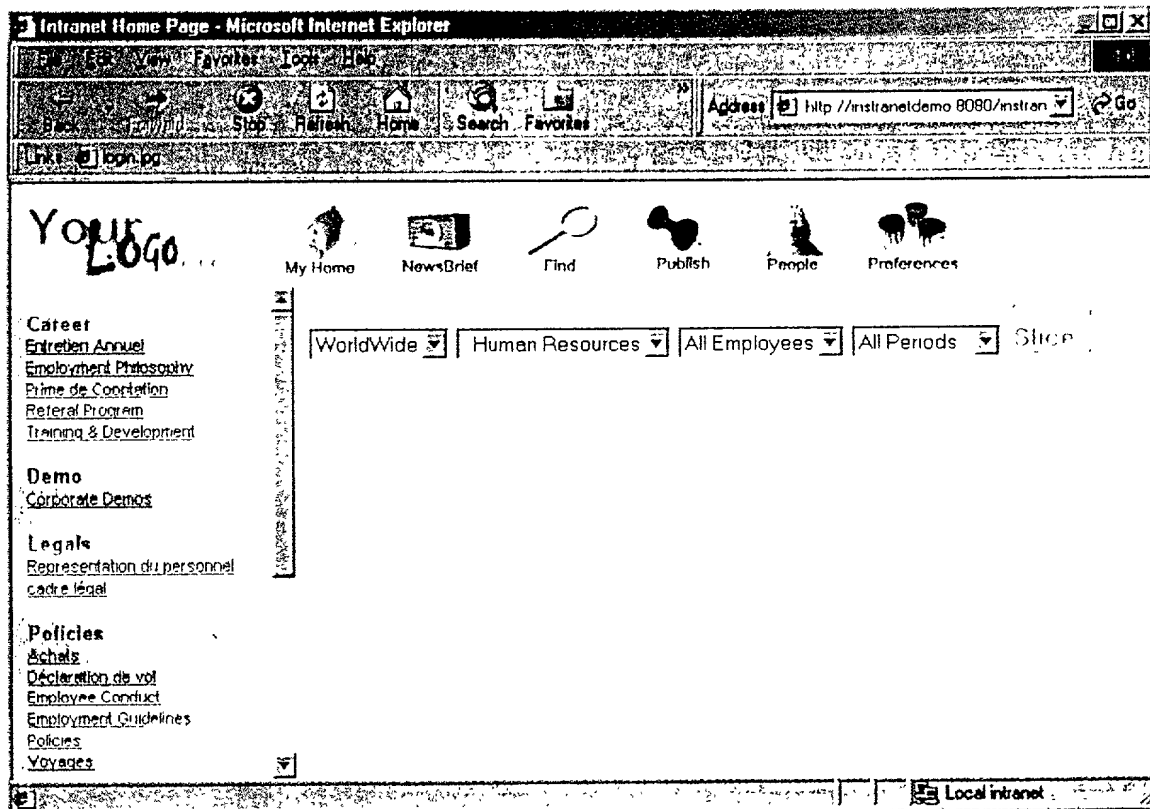 Intranet Home Page - Microsoft Internet Explorer
File Edit View Favorites Tools Help
Back Forward Stop Refresh Home Search Favorites Address http //instranetdemo 8080/instran Go
Links login.jpg
Your LOGO...
My Home NewsBrief Find Publish People Preferences
Career
Entretien Annuel
Employment Philosophy
Prime de Cooptation
Referal Program
Training & Development
WorldWide Human Resources All Employees All Periods Slice
Demo
Corporate Demos
Legals
Representation du personnel
cadre légal
Policies
Achats
Déclaration de vol
Employee Conduct
Employment Guidelines
Policies
Voyages
Local intranet